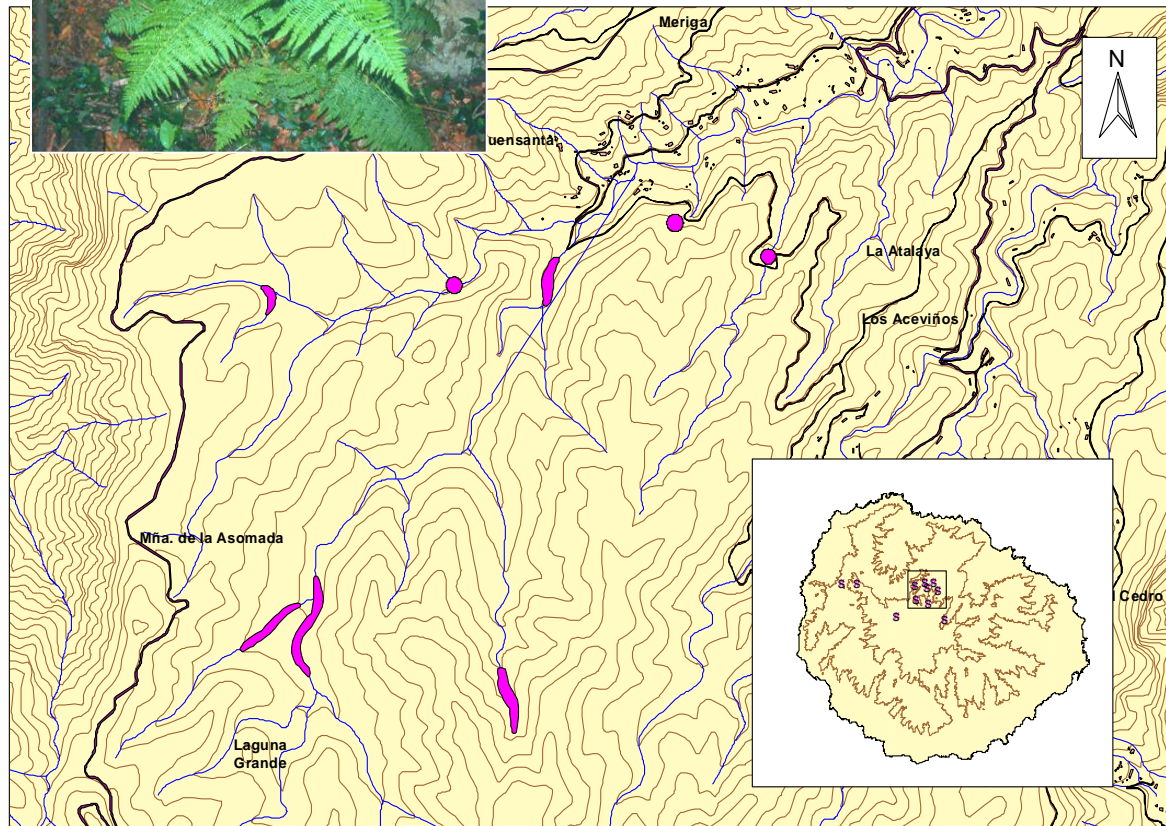 Meriga
N
uensanta
La Atalaya
Los Aceviños
Mña. de la Asomada
l Cedro
Laguna
Grande
S S S S S
S S S
S S
S S